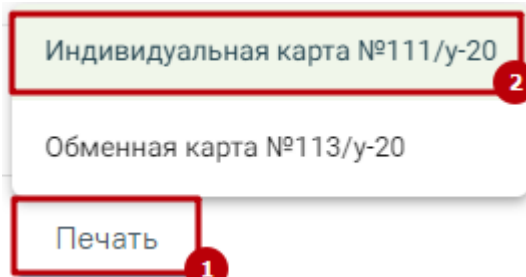 Индивидуальная карта №111/у-20
2
Обменная карта №113/у-20
Печать
1